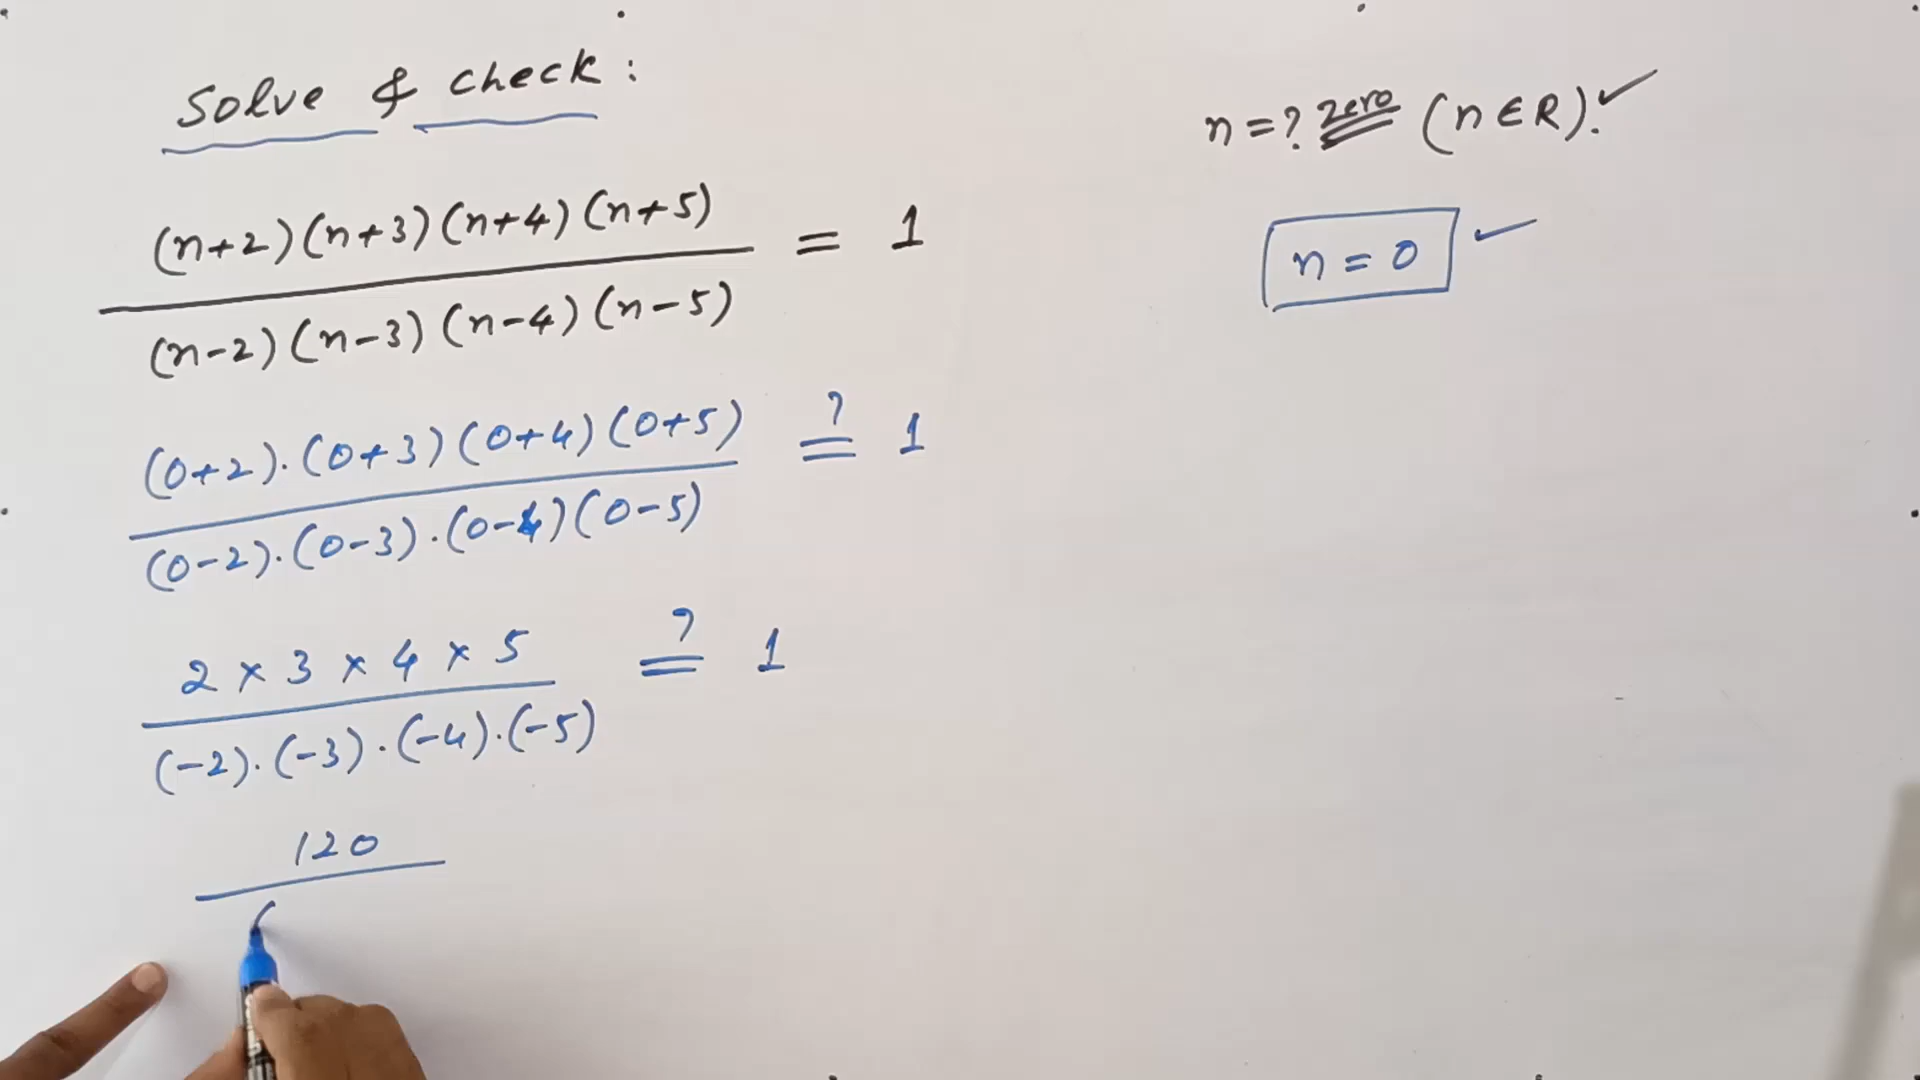 Solve & check :
n = ? zero (n ∈ R). ✓
(n+2)(n+3)(n+4)(n+5) / (n-2)(n-3)(n-4)(n-5) = 1
n = 0 ✓
(0+2).(0+3)(0+4)(0+5) / (0-2).(0-3).(0-4)(0-5) =? 1
2 × 3 × 4 × 5 / (-2).(-3).(-4).(-5) =? 1
120 / (